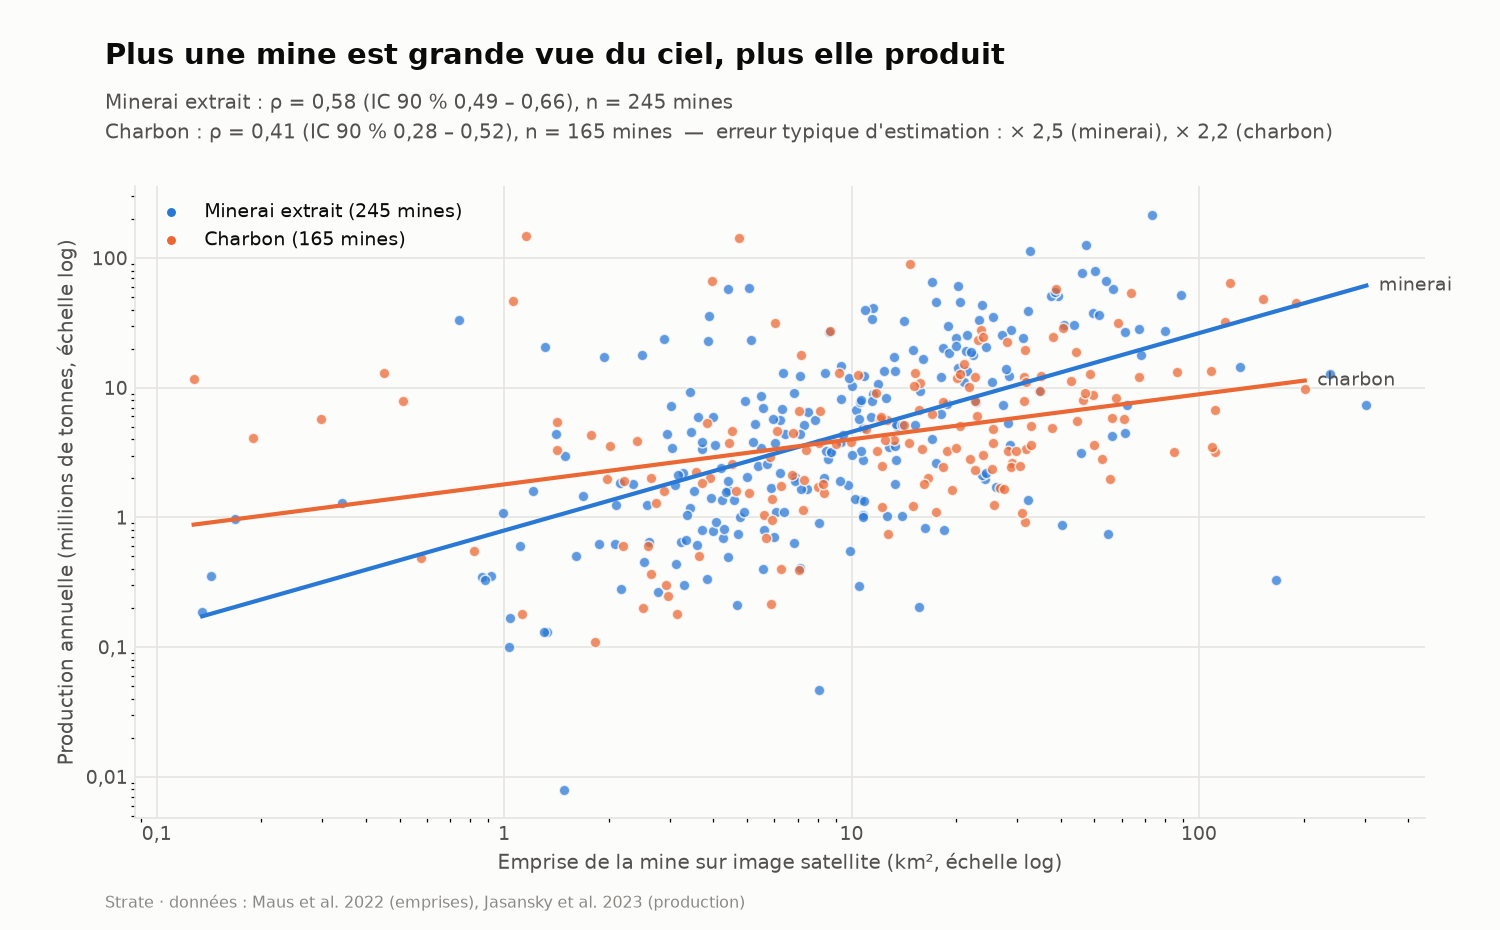 Plus une mine est grande vue du ciel, plus elle produit
Minerai extrait : ρ = 0,58 (IC 90 % 0,49 – 0,66), n = 245 mines
Charbon : ρ = 0,41 (IC 90 % 0,28 – 0,52), n = 165 mines — erreur typique d'estimation : × 2,5 (minerai), × 2,2 (charbon)
Minerai extrait (245 mines)
Charbon (165 mines)
Production annuelle (millions de tonnes, échelle log)
100
10
1
0,1
0,01
minerai
charbon
0,1 1 10 100
Emprise de la mine sur image satellite (km², échelle log)
Strate · données : Maus et al. 2022 (emprises), Jasansky et al. 2023 (production)